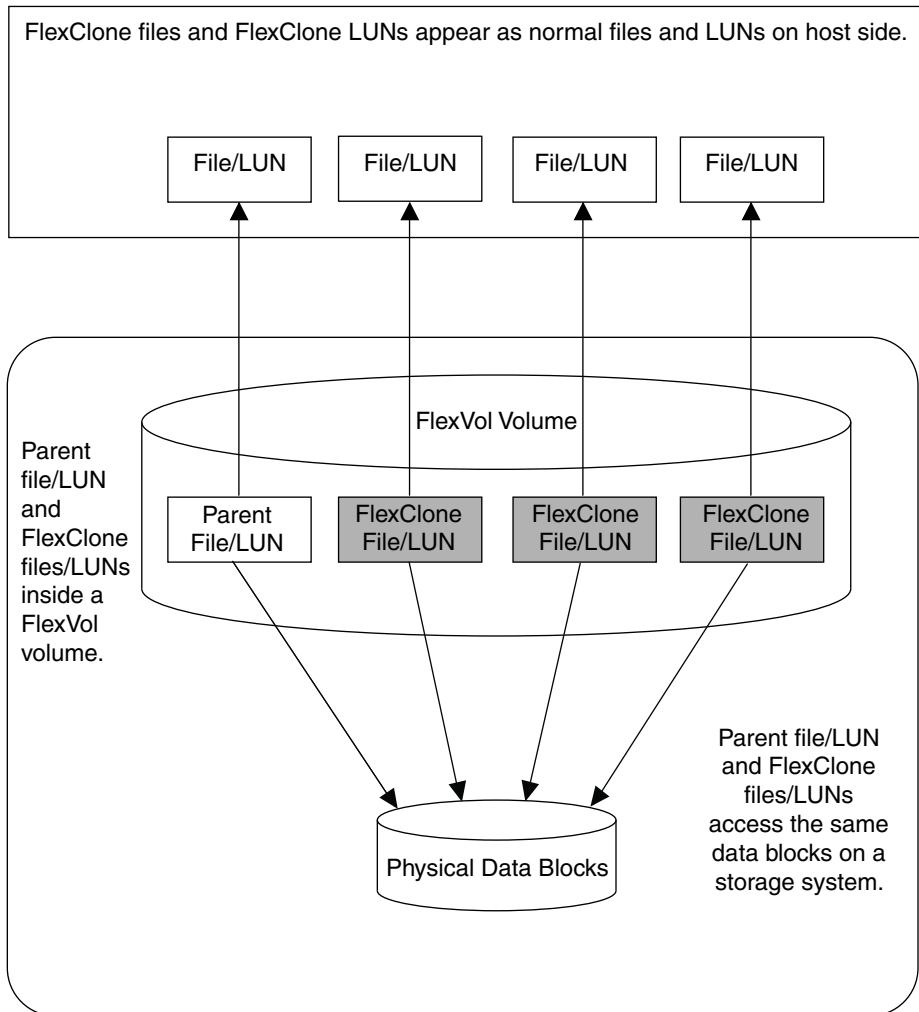 FlexClone files and FlexClone LUNs appear as normal files and LUNs on host side.
File/LUN
File/LUN
File/LUN
File/LUN
FlexVol Volume
Parent
file/LUN
and
FlexClone
files/LUNs
inside a
FlexVol
volume.
Parent
File/LUN
FlexClone
File/LUN
FlexClone
File/LUN
FlexClone
File/LUN
Parent file/LUN
and FlexClone
files/LUNs
access the same
data blocks on a
storage system.
Physical Data Blocks